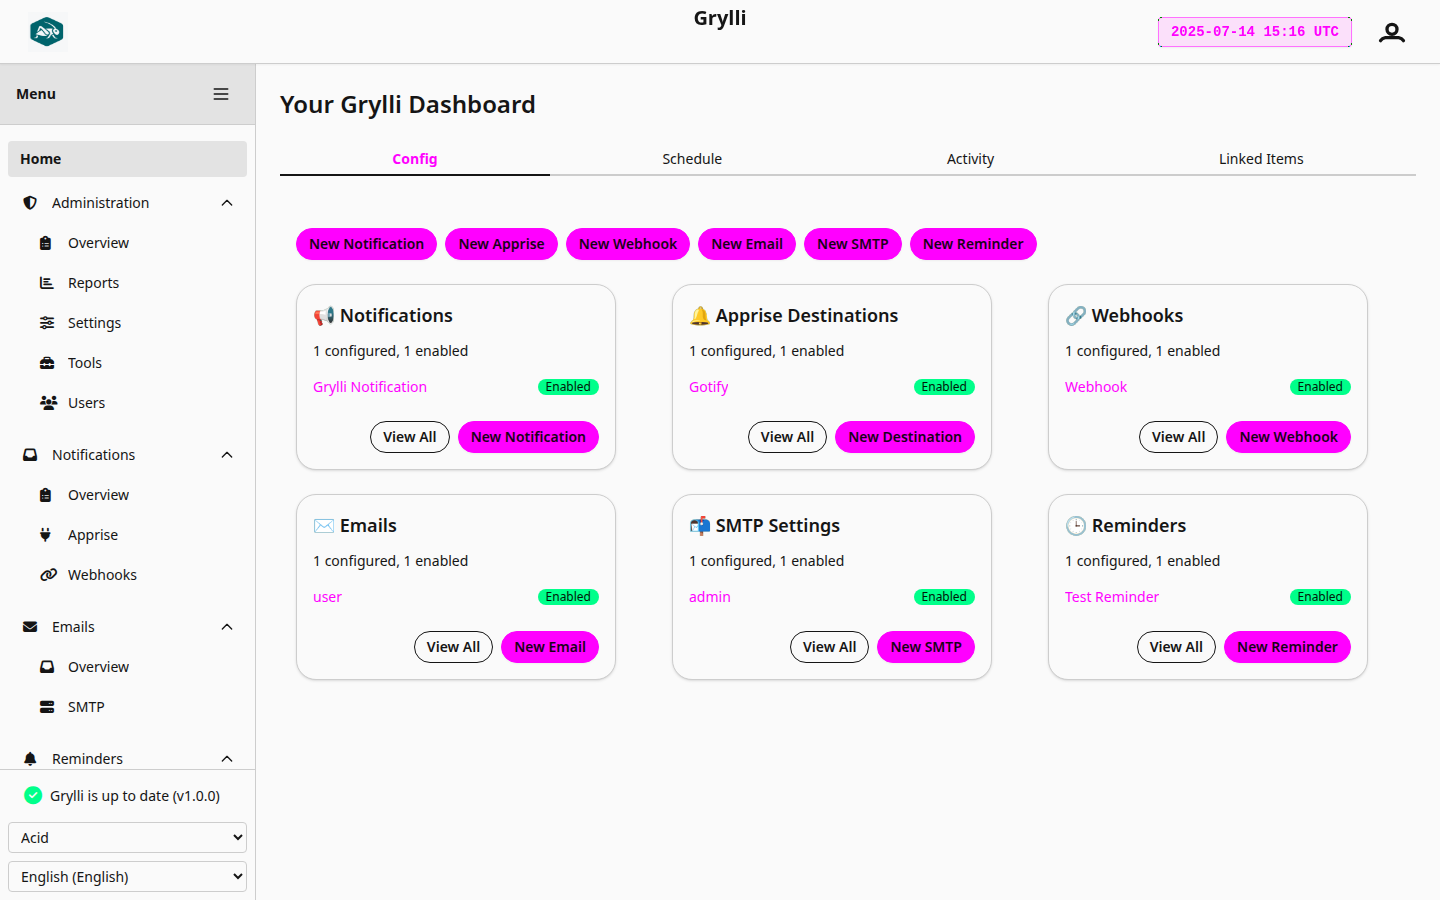 Grylli
2025-07-14 15:16 UTC
Menu
Home
Administration
Overview
Reports
Settings
Tools
Users
Notifications
Overview
Apprise
Webhooks
Emails
Overview
SMTP
Reminders
Grylli is up to date (v1.0.0)
Acid
English (English)
Your Grylli Dashboard
Config Schedule Activity Linked Items
New Notification New Apprise New Webhook New Email New SMTP New Reminder
Notifications
1 configured, 1 enabled
Grylli Notification Enabled
View All New Notification
Apprise Destinations
1 configured, 1 enabled
Gotify Enabled
View All New Destination
Webhooks
1 configured, 1 enabled
Webhook Enabled
View All New Webhook
Emails
1 configured, 1 enabled
user Enabled
View All New Email
SMTP Settings
1 configured, 1 enabled
admin Enabled
View All New SMTP
Reminders
1 configured, 1 enabled
Test Reminder Enabled
View All New Reminder